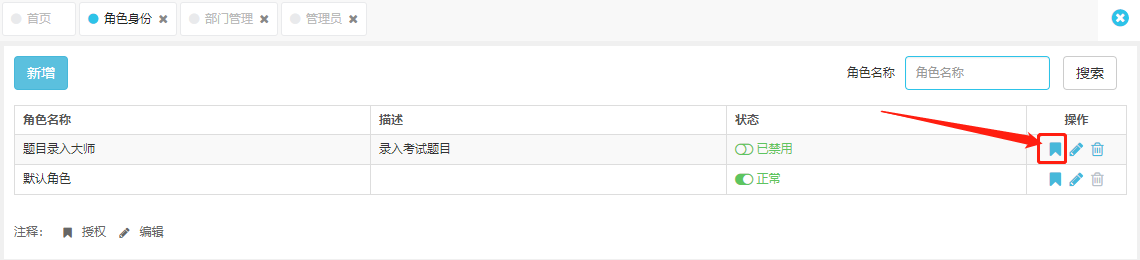 首页 角色身份 部门管理 管理员
新增 角色名称 角色名称 搜索
角色名称 描述 状态 操作
题目录入大师 录入考试题目 已禁用
默认角色 正常
注释： 授权 编辑